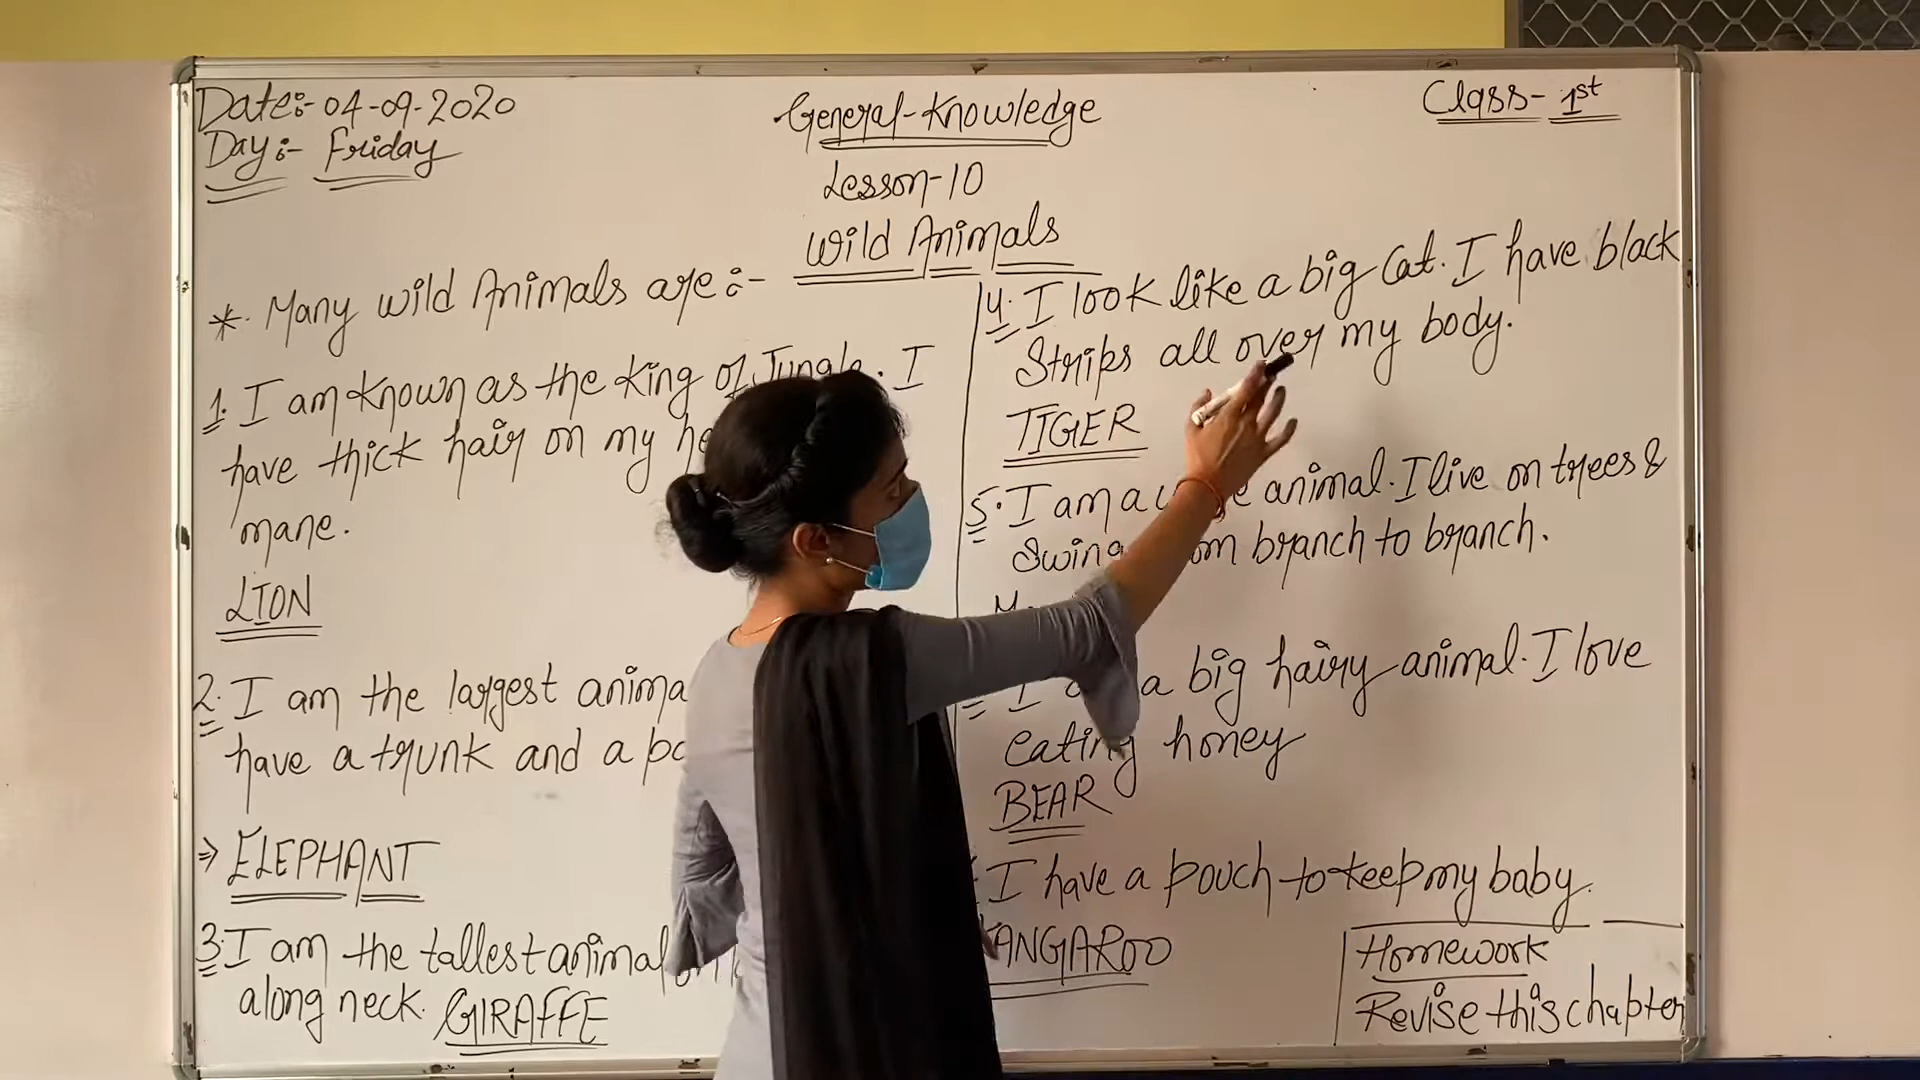 Date:- 04-09-2020
Day:- Friday
General-Knowledge
Class- 1st
Lesson-10
Wild Animals
*. Many wild Animals are:-
1. I am known as the king of Jungle. I
have thick hair on my
mane.
LION
2. I am the largest
have a trunk and a
⇒ ELEPHANT
3. I am the tallest animal
along neck. GIRAFFE
4. I look like a big Cat. I have black
Strips all over my body.
TIGER
5. I am a animal. I live on trees &
Swing branch to branch.
I a big hairy animal. I love
eating honey
BEAR
I have a pouch to keep my baby.
ANGAROO
Homework
Revise this chapter